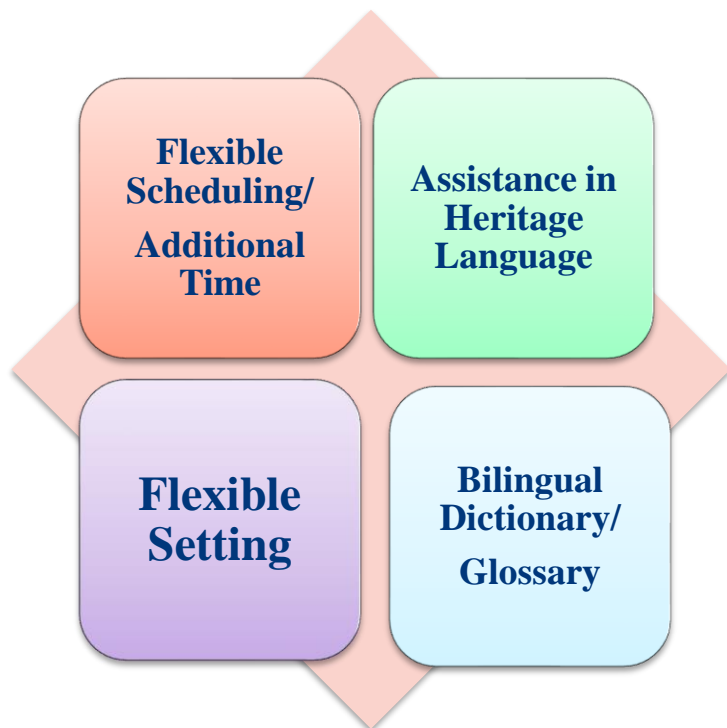 Flexible
Scheduling/
Additional
Time
Assistance in
Heritage
Language
Flexible
Setting
Bilingual
Dictionary/
Glossary